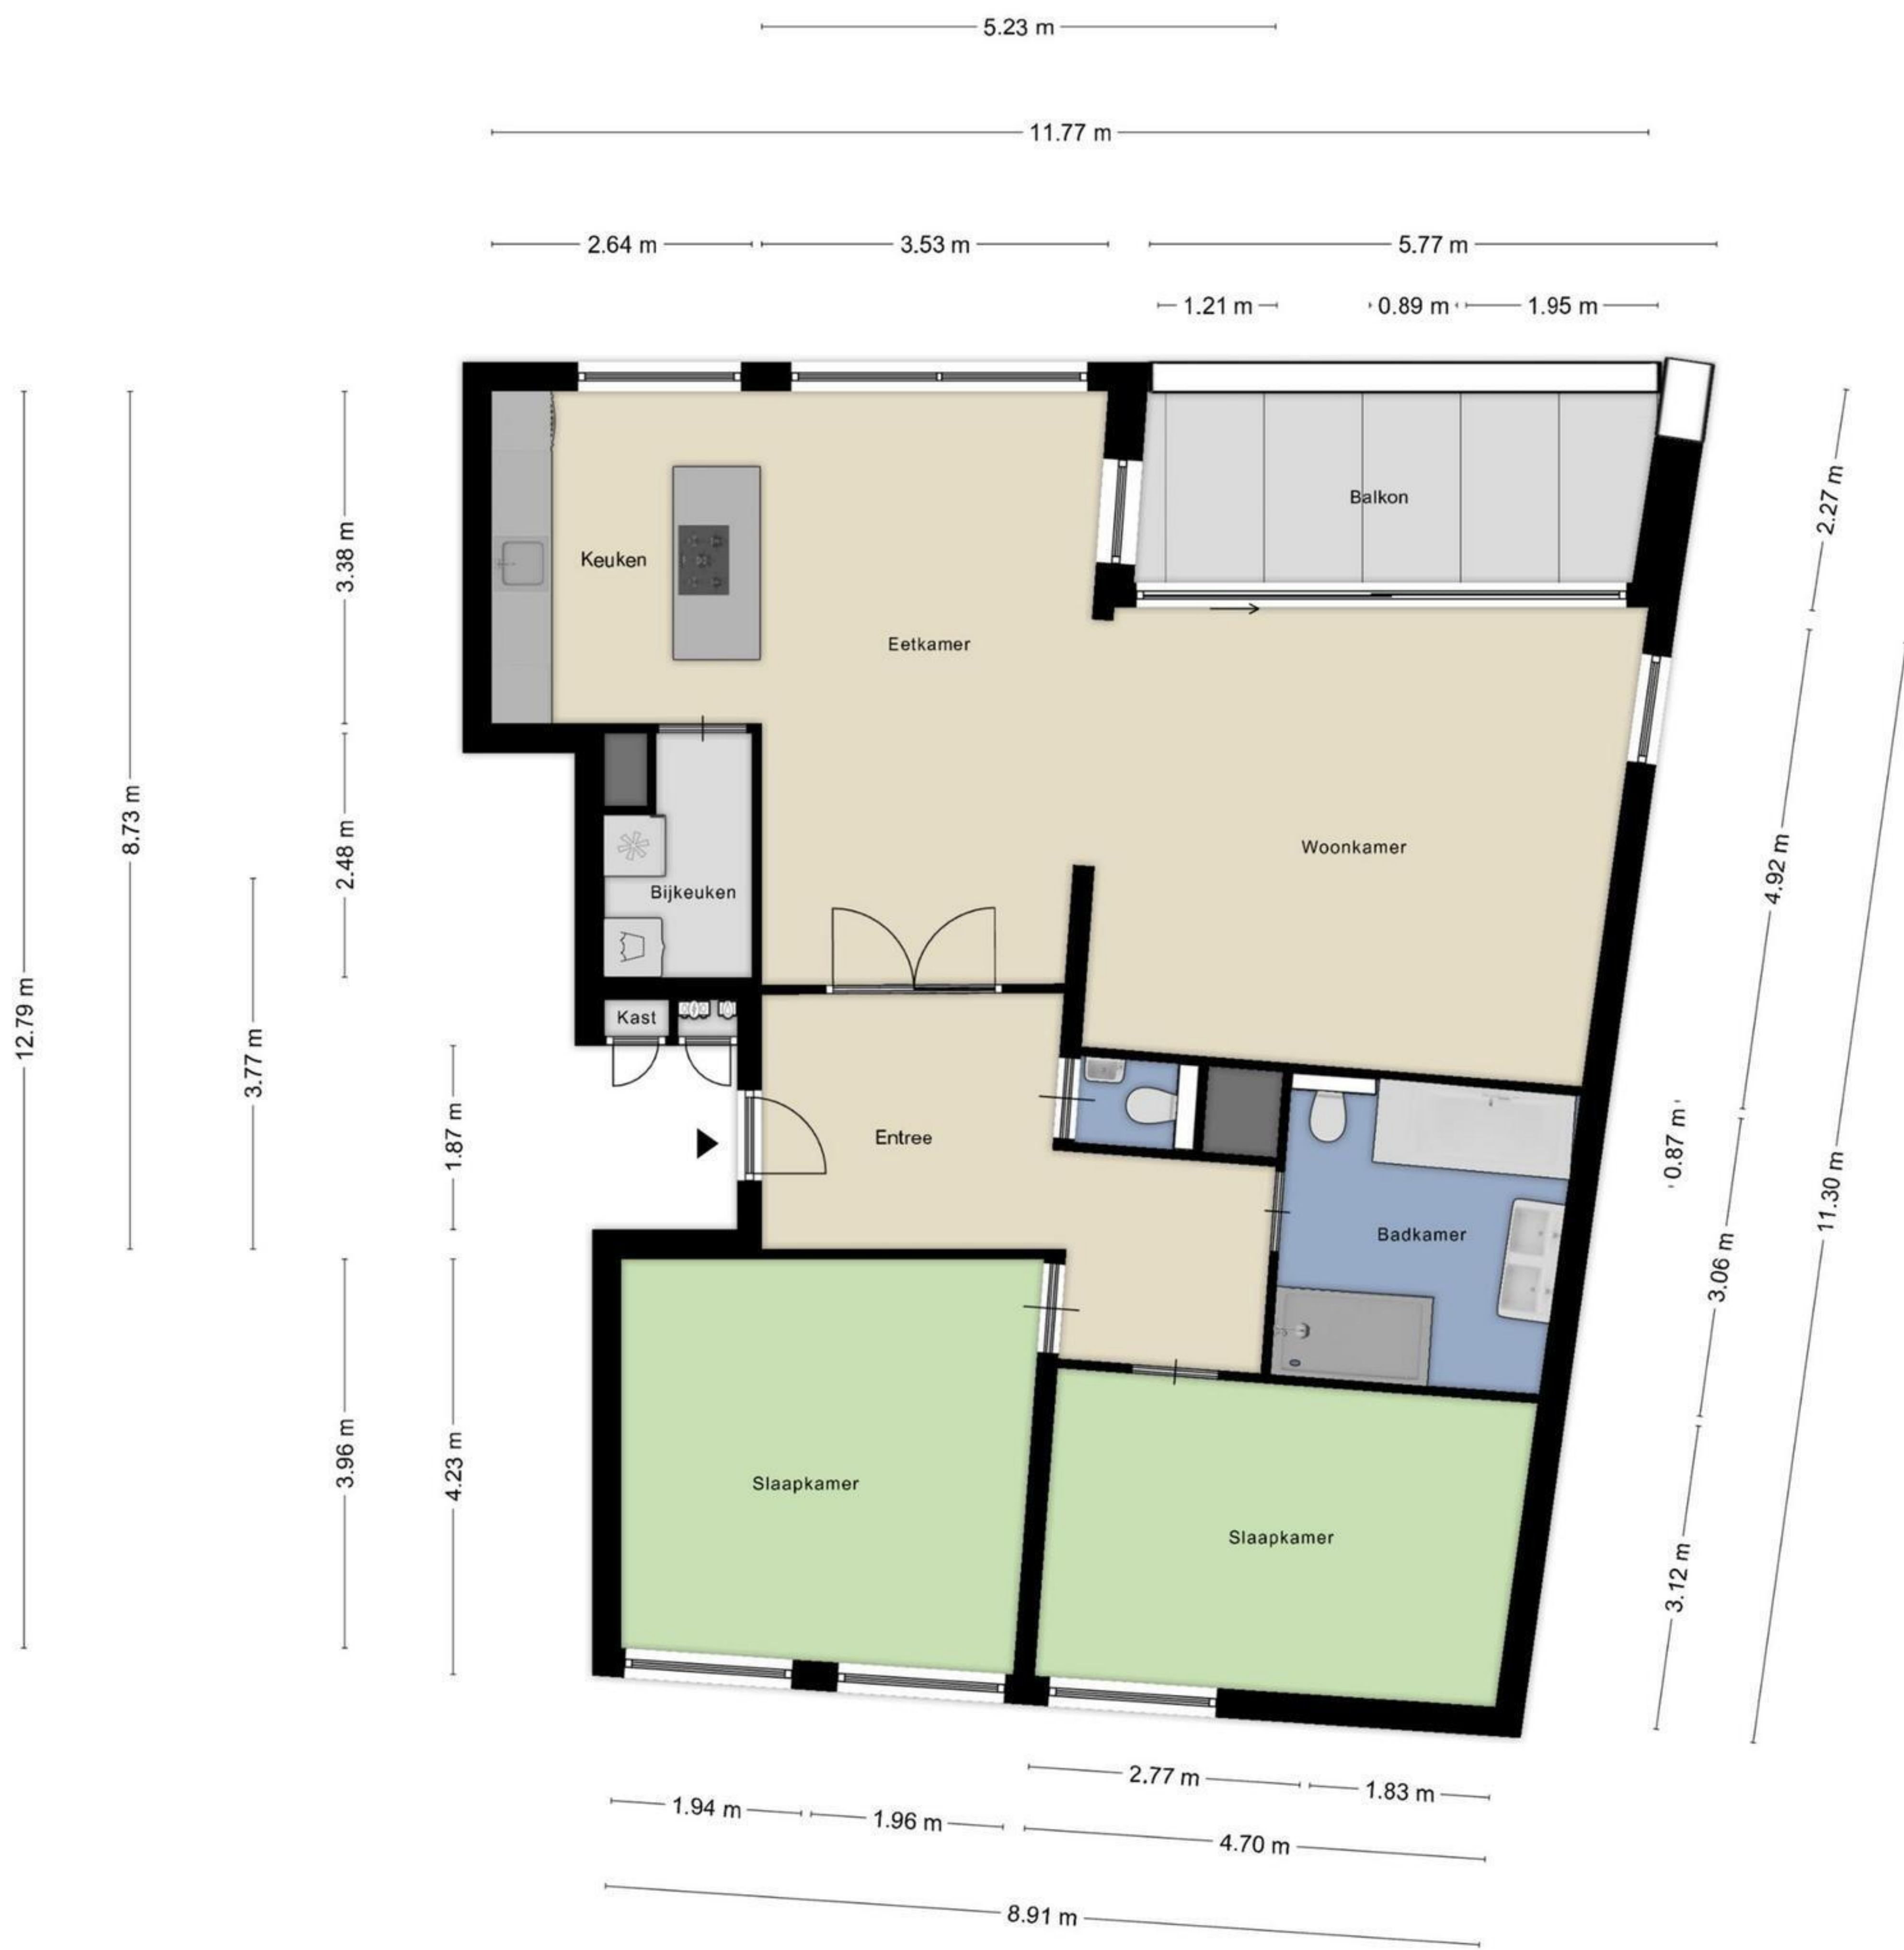 5.23 m
11.77 m
2.64 m
3.53 m
5.77 m
1.21 m
0.89 m
1.95 m
Balkon
2.27 m
Keuken
3.38 m
Eetkamer
8.73 m
2.48 m
Woonkamer
4.92 m
Bijkeuken
12.79 m
3.77 m
Kast
1.87 m
Entree
0.87 m
11.30 m
Badkamer
3.06 m
3.96 m
4.23 m
Slaapkamer
Slaapkamer
3.12 m
2.77 m
1.83 m
1.94 m
1.96 m
4.70 m
8.91 m